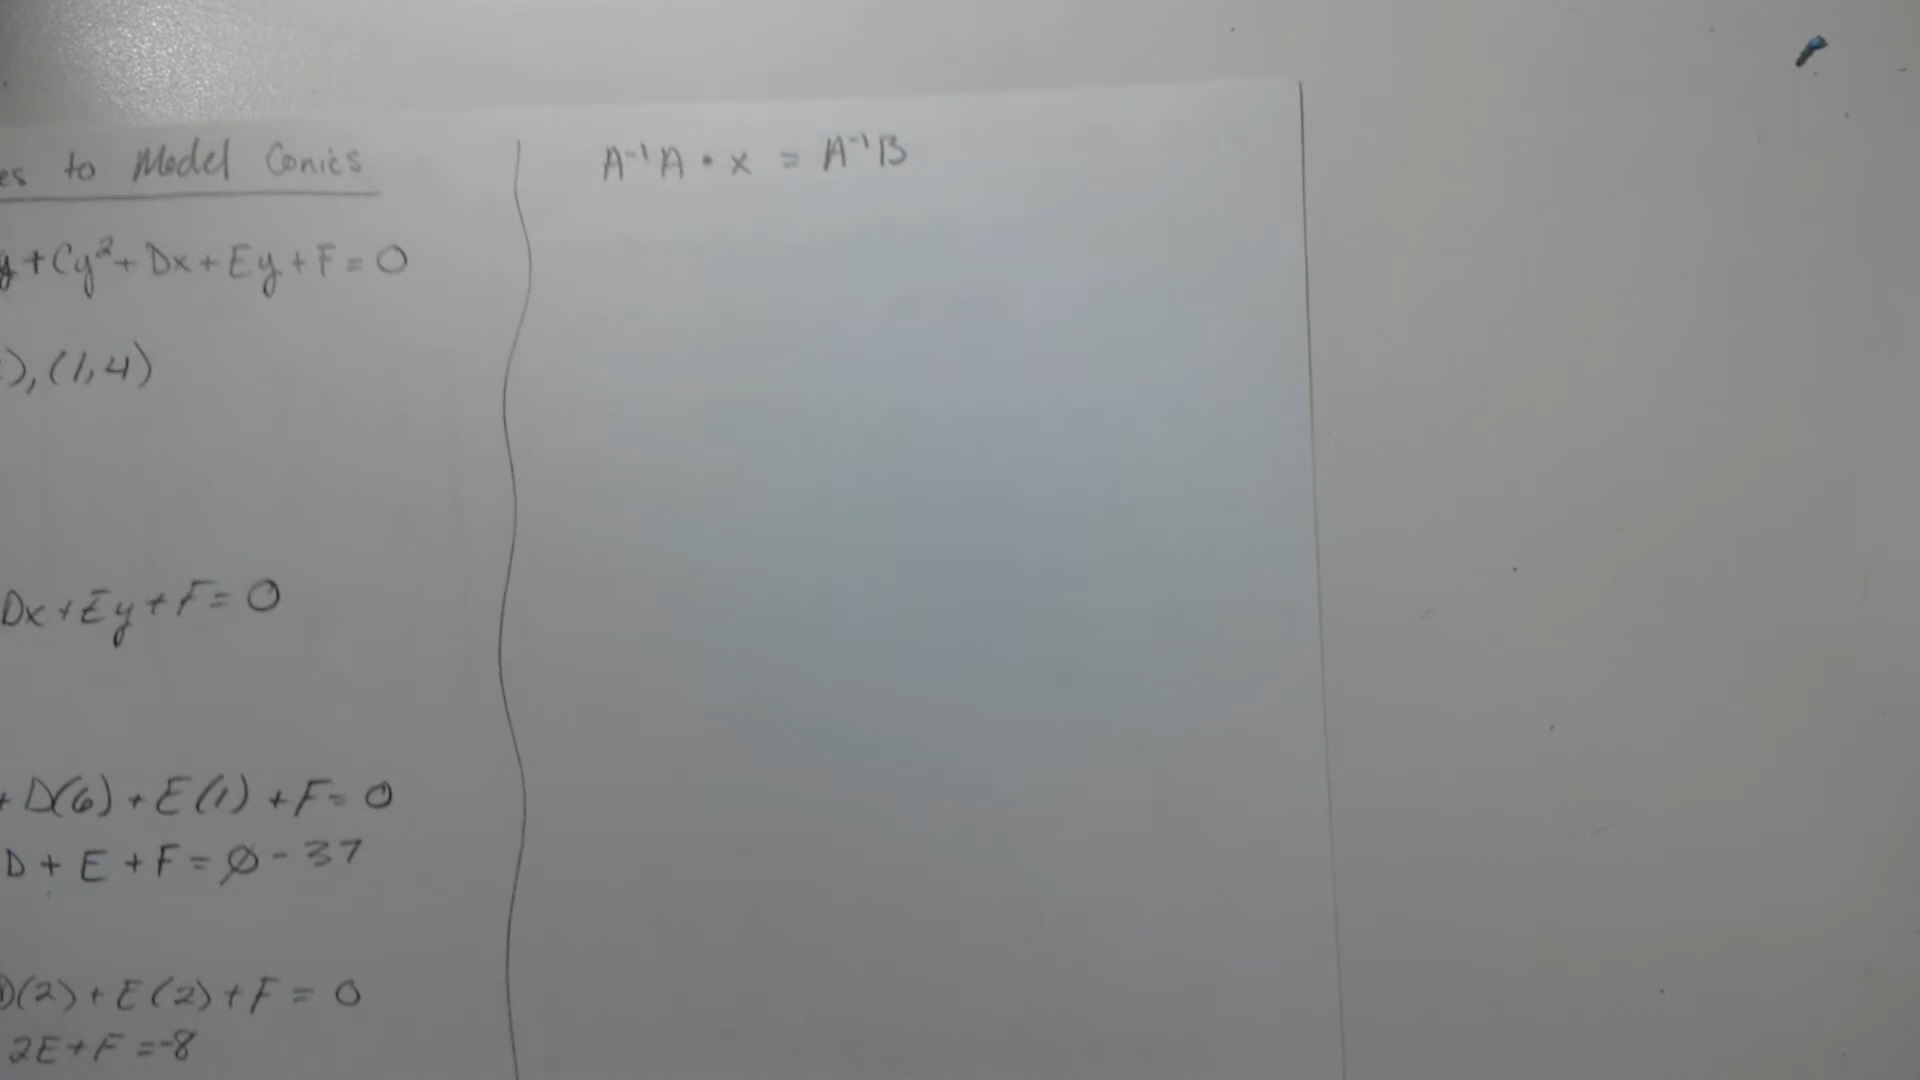 es to Model Conics
y+Cy²+Dx+Ey+F=0
), (1,4)
Dx+Ey+F=0
+ D(6)+E(1)+F=0
D+E+F=0-37
D(2)+E(2)+F=0
2E+F=-8
A⁻¹A • x = A⁻¹B